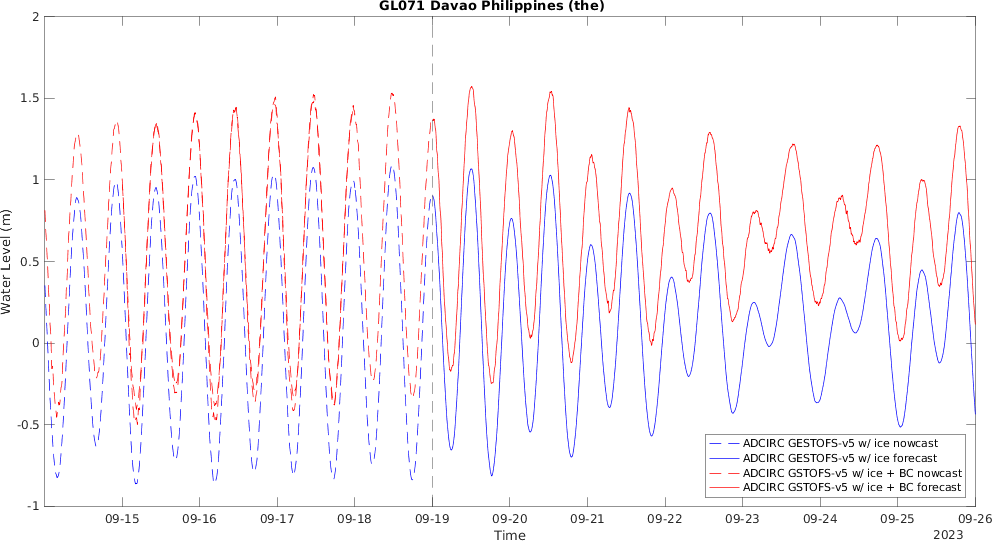 GL071 Davao Philippines (the)
2
1.5
1
0.5
0
-0.5
-1
Water Level (m)
09-15 09-16 09-17 09-18 09-19 09-20 09-21 09-22 09-23 09-24 09-25 09-26
Time
2023
ADCIRC GESTOFS-v5 w/ ice nowcast
ADCIRC GESTOFS-v5 w/ ice forecast
ADCIRC GSTOFS-v5 w/ ice + BC nowcast
ADCIRC GSTOFS-v5 w/ ice + BC forecast